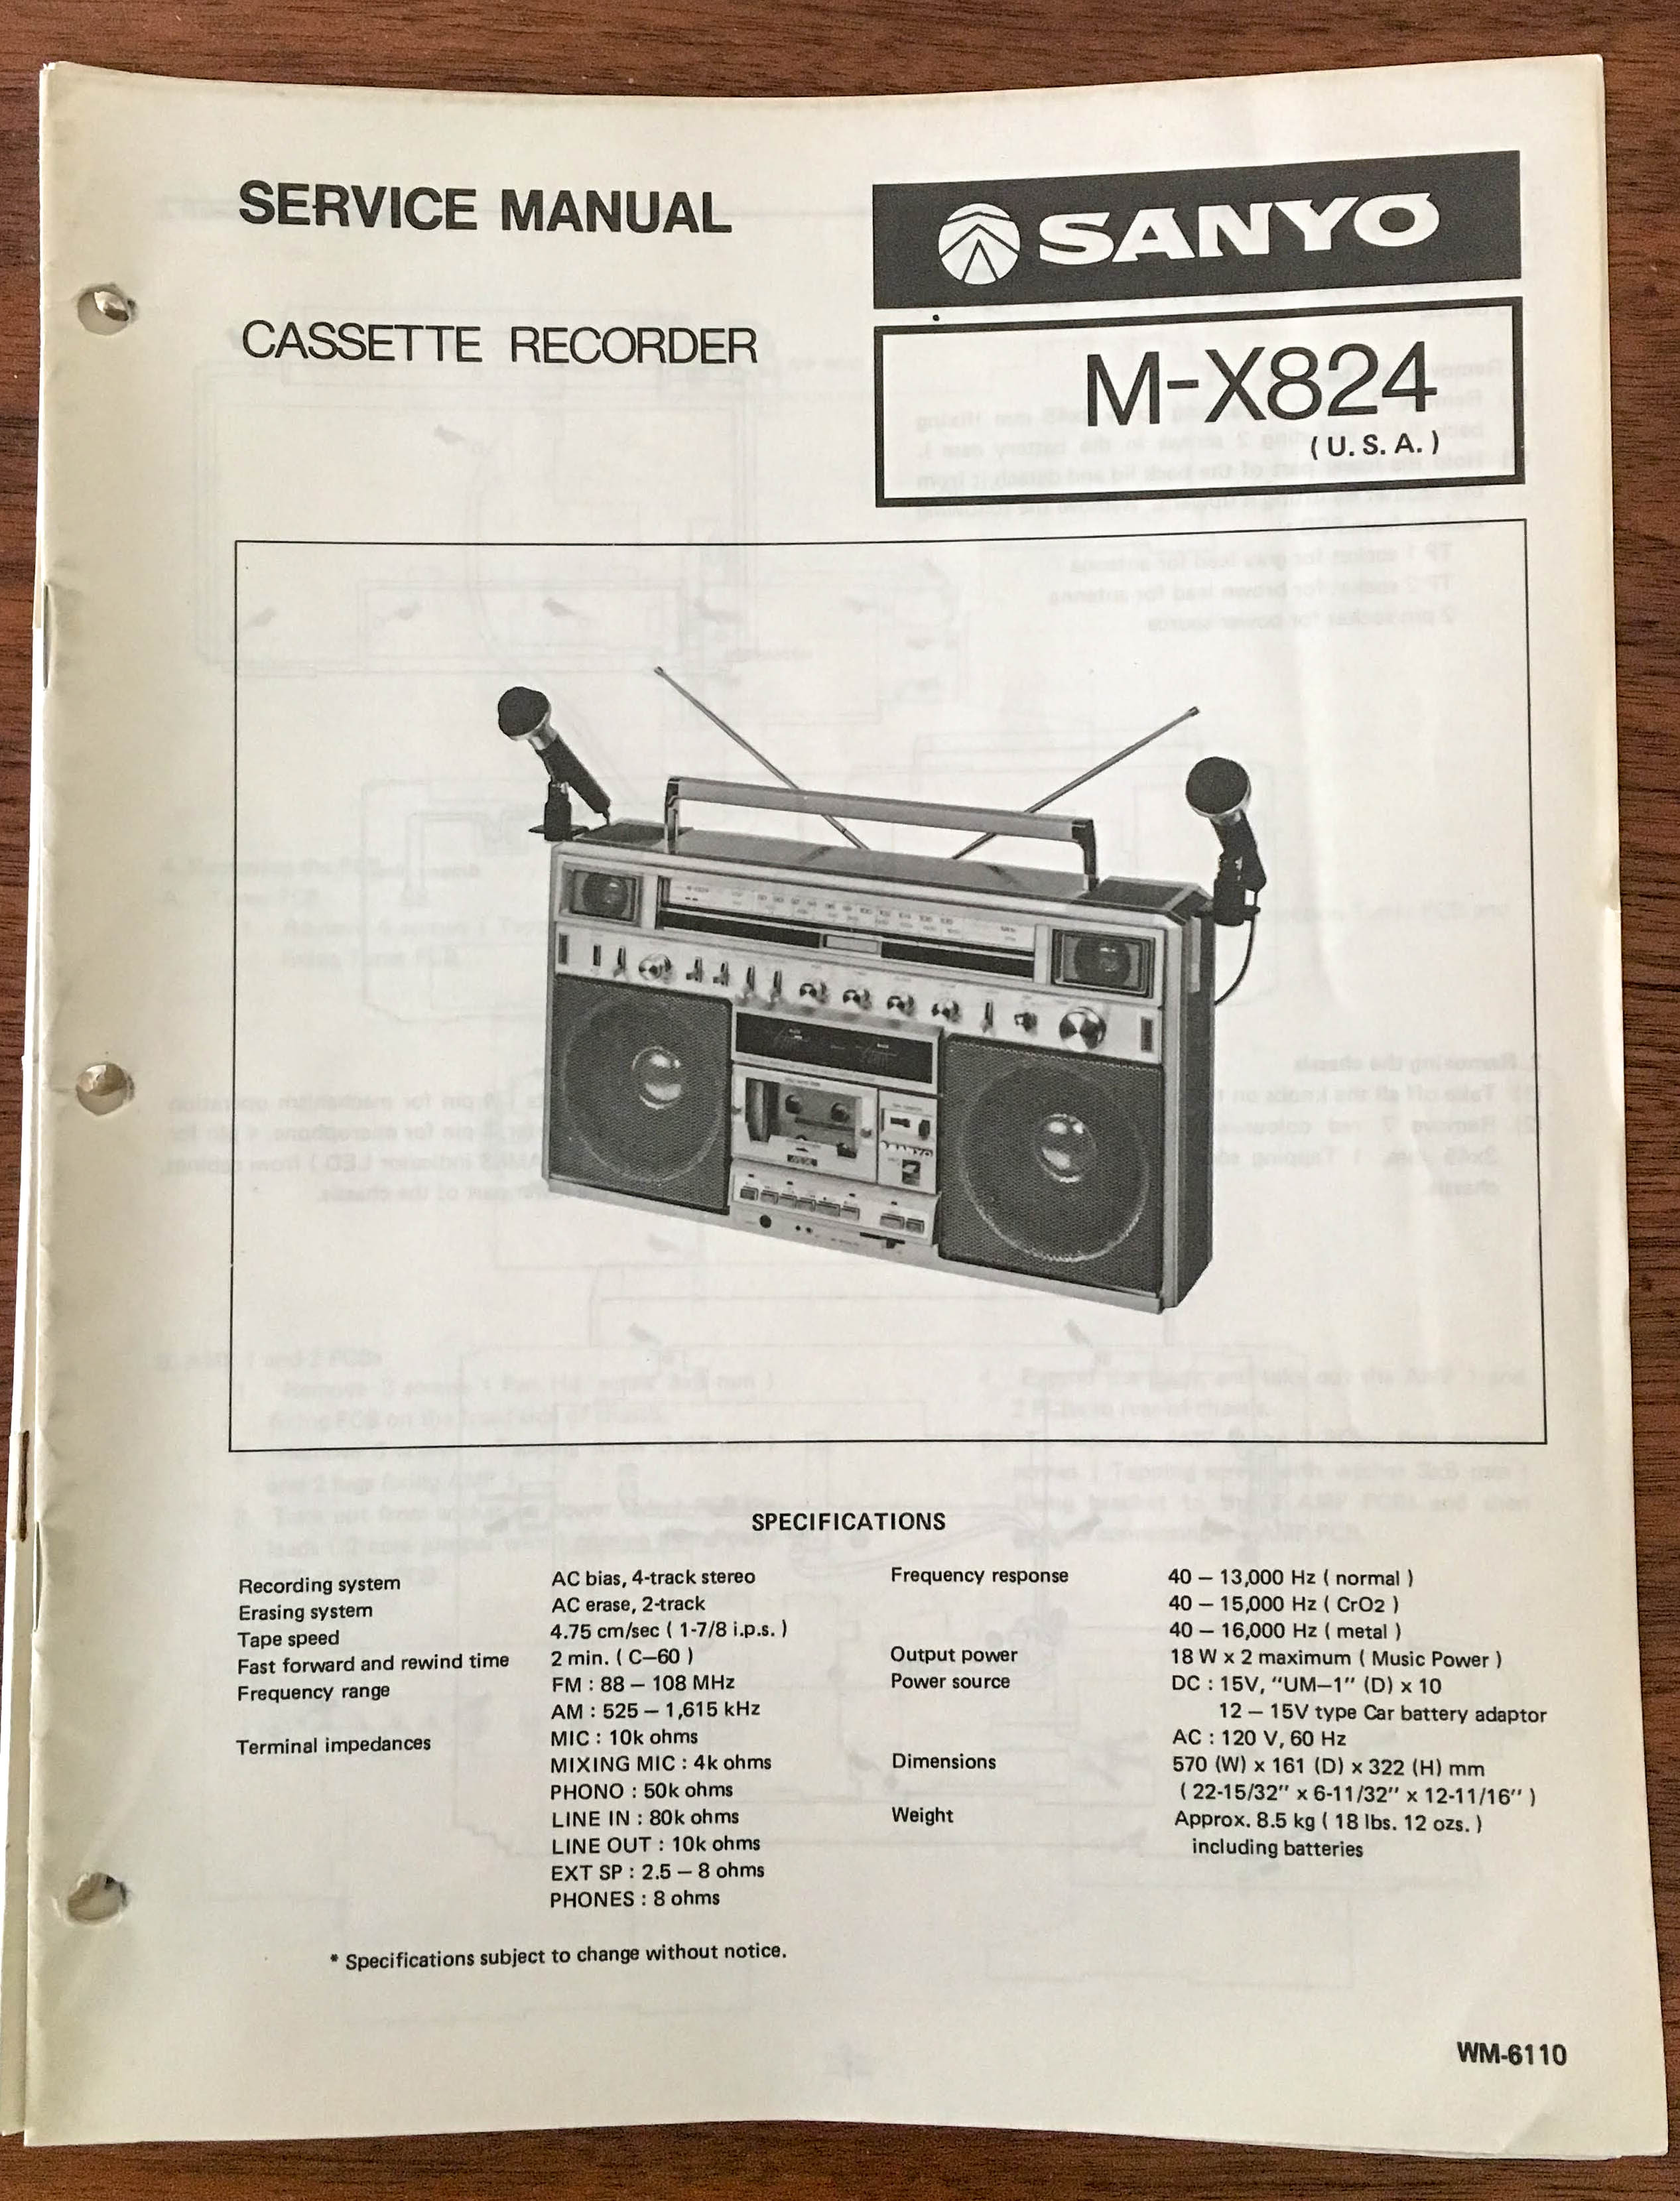 SERVICE MANUAL
SANYO
CASSETTE RECORDER
M-X824
( U. S. A. )
SPECIFICATIONS
Recording system AC bias, 4-track stereo
Erasing system AC erase, 2-track
Tape speed 4.75 cm/sec ( 1-7/8 i.p.s. )
Fast forward and rewind time 2 min. ( C–60 )
Frequency range FM : 88 – 108 MHz
AM : 525 – 1,615 kHz
Terminal impedances MIC : 10k ohms
MIXING MIC : 4k ohms
PHONO : 50k ohms
LINE IN : 80k ohms
LINE OUT : 10k ohms
EXT SP : 2.5 – 8 ohms
PHONES : 8 ohms
Frequency response 40 – 13,000 Hz ( normal )
40 – 15,000 Hz ( CrO2 )
40 – 16,000 Hz ( metal )
Output power 18 W x 2 maximum ( Music Power )
Power source DC : 15V, “UM–1” (D) x 10
12 – 15V type Car battery adaptor
AC : 120 V, 60 Hz
Dimensions 570 (W) x 161 (D) x 322 (H) mm
( 22-15/32” x 6-11/32” x 12-11/16” )
Weight Approx. 8.5 kg ( 18 lbs. 12 ozs. )
including batteries
* Specifications subject to change without notice.
WM-6110